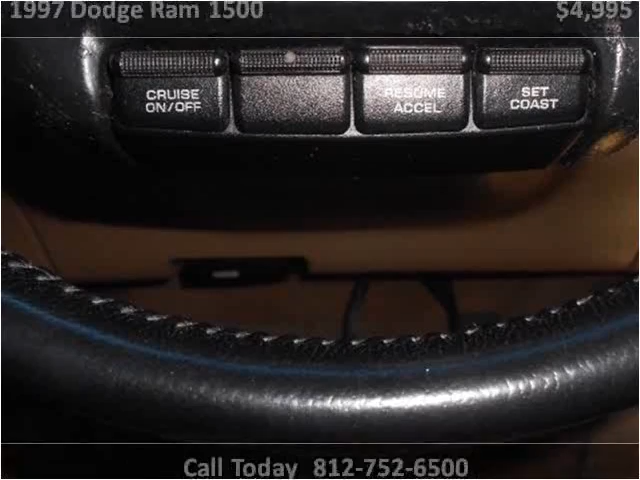 1997 Dodge Ram 1500 $4,995
CRUISE
ON/OFF
RESUME
ACCEL
SET
COAST
Call Today 812-752-6500